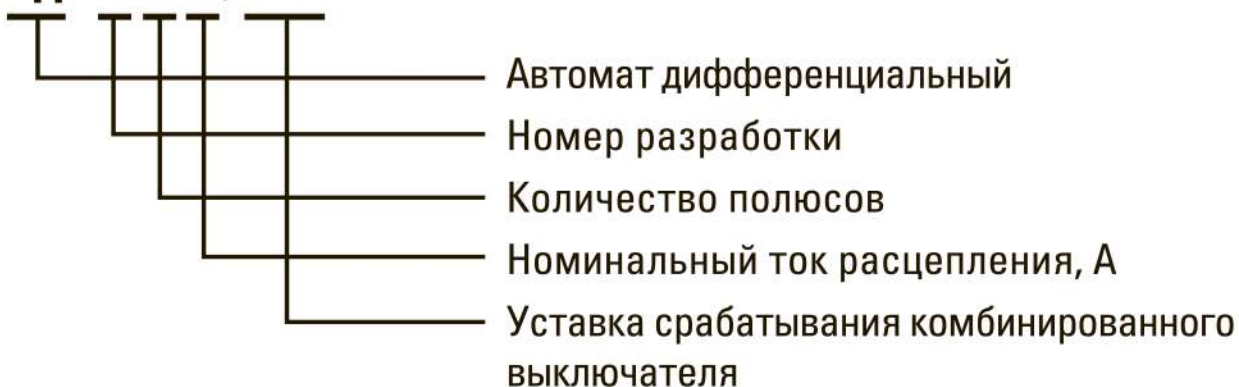 Автомат дифференциальный
Номер разработки
Количество полюсов
Номинальный ток расцепления, А
Уставка срабатывания комбинированного
выключателя